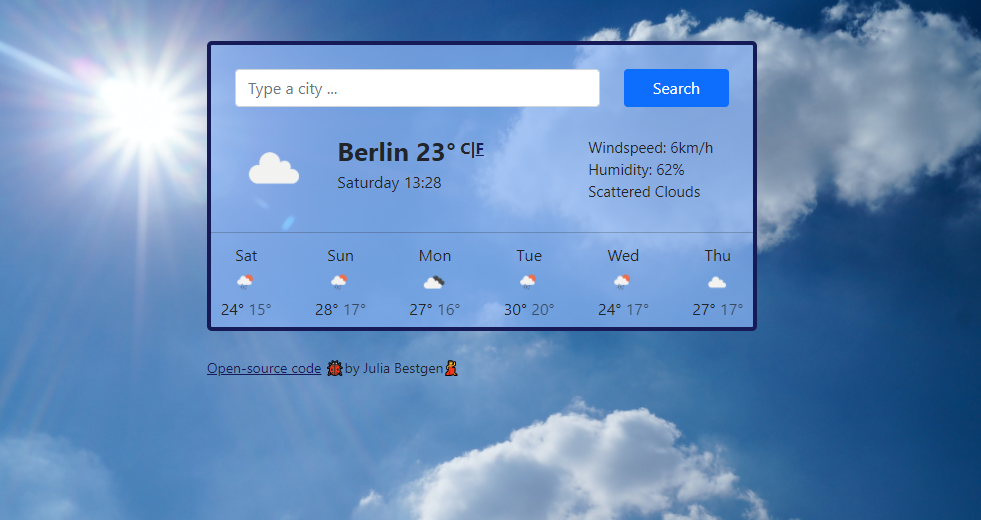 Type a city ...
Search
Berlin 23° C|F
Saturday 13:28
Windspeed: 6km/h
Humidity: 62%
Scattered Clouds
Sat Sun Mon Tue Wed Thu
24° 15° 28° 17° 27° 16° 30° 20° 24° 17° 27° 17°
Open-source code 🐞by Julia Bestgen💃